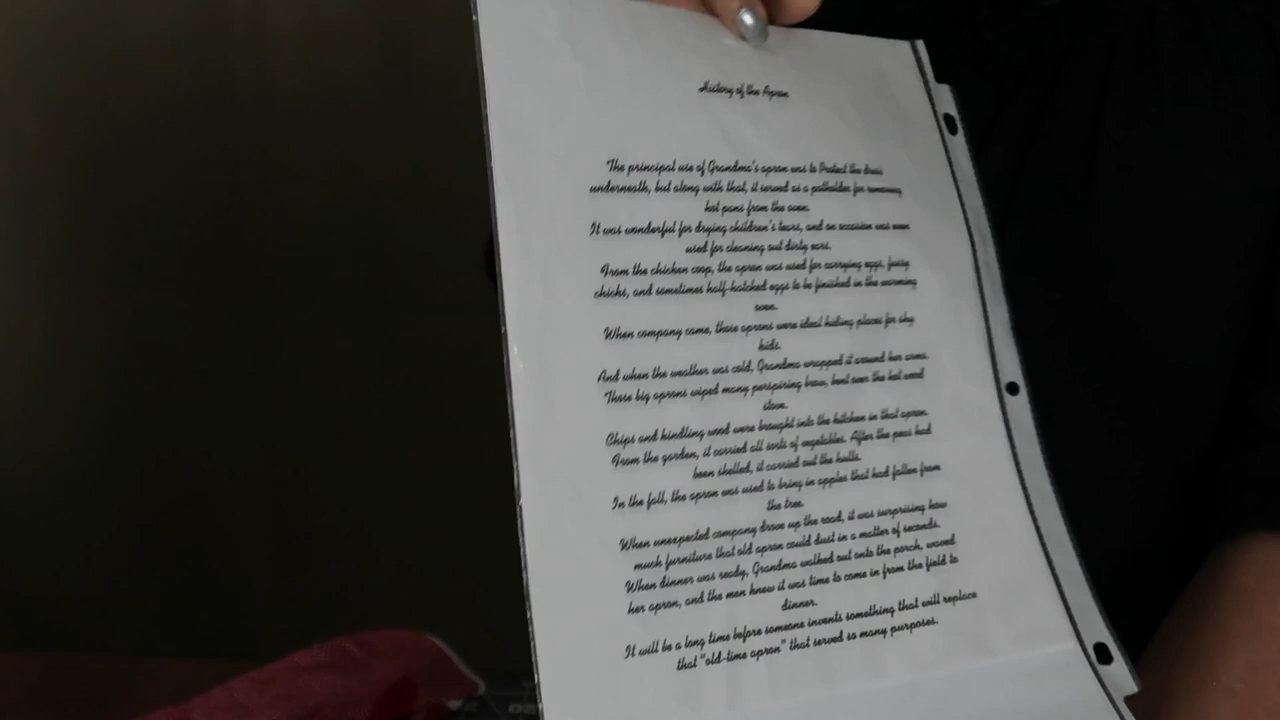 History of the Apron
The principal use of Grandma's apron was to Protect the dress
underneath, but along with that, it served as a potholder for removing
hot pans from the oven.
It was wonderful for drying children's tears, and on occasion was even
used for cleaning out dirty ears.
From the chicken coop, the apron was used for carrying eggs, fussy
chicks, and sometimes half-hatched eggs to be finished in the warming
oven.
When company came, those aprons were ideal hiding places for shy
kids.
And when the weather was cold, Grandma wrapped it around her arms.
Those big aprons wiped many perspiring brow, bent over the hot wood
stove.
Chips and kindling wood were brought into the kitchen in that apron.
From the garden, it carried all sorts of vegetables. After the peas had
been shelled, it carried out the hulls.
In the fall, the apron was used to bring in apples that had fallen from
the tree.
When unexpected company drove up the road, it was surprising how
much furniture that old apron could dust in a matter of seconds.
When dinner was ready, Grandma walked out onto the porch, waved
her apron, and the men knew it was time to come in from the field to
dinner.
It will be a long time before someone invents something that will replace
that "old-time apron" that served so many purposes.